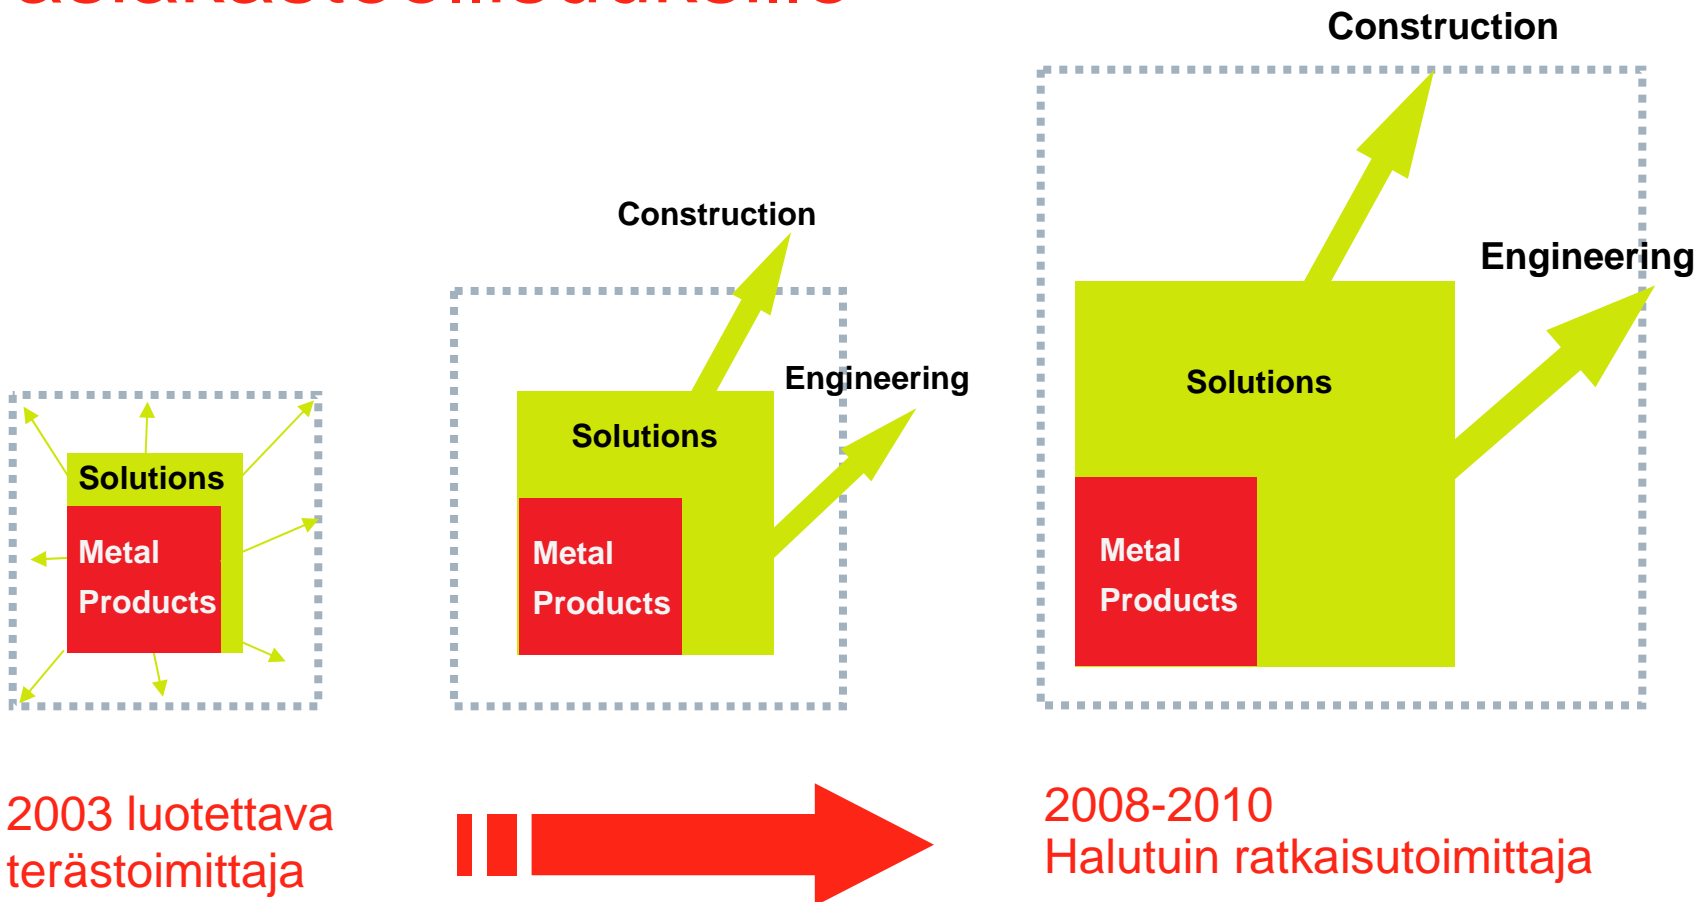 Construction
Construction
Engineering
Engineering
Solutions
Solutions
Solutions
Metal
Products
Metal
Products
Metal
Products
2003 luotettava
terästoimittaja
2008-2010
Halutuin ratkaisutoimittaja